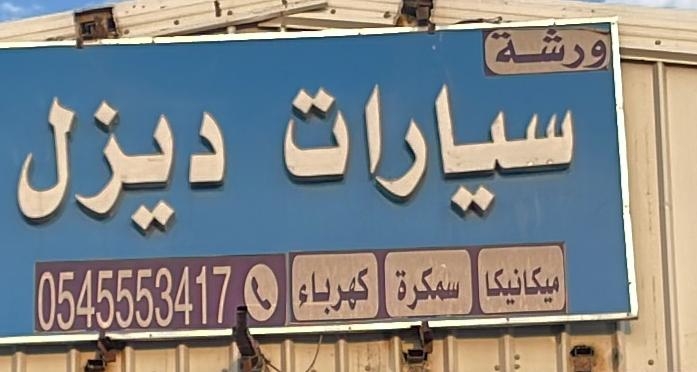 ورشة
سيارات ديزل
ميكانيكا سمكرة كهرباء 0545553417